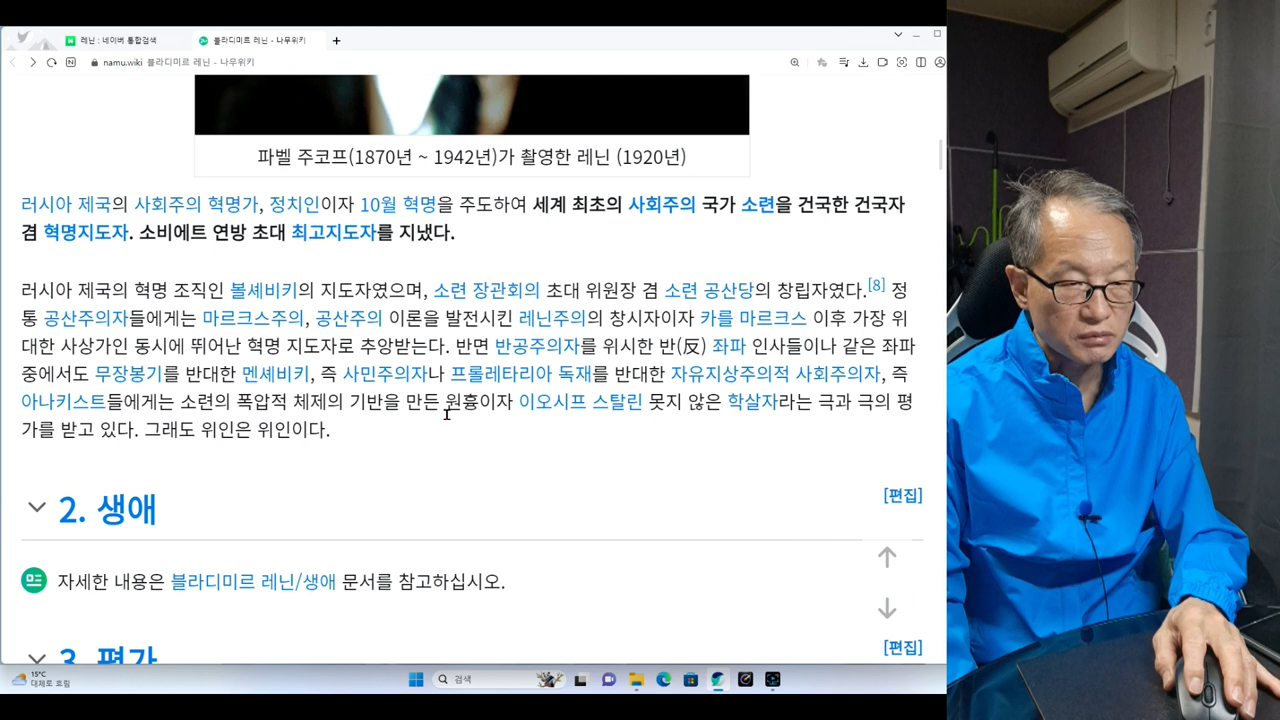 레닌 : 네이버 통합검색
블라디미르 레닌 - 나무위키
namu.wiki 블라디미르 레닌 - 나무위키
파벨 주코프(1870년 ~ 1942년)가 촬영한 레닌 (1920년)
러시아 제국의 사회주의 혁명가, 정치인이자 10월 혁명을 주도하여 세계 최초의 사회주의 국가 소련을 건국한 건국자
겸 혁명지도자. 소비에트 연방 초대 최고지도자를 지냈다.
러시아 제국의 혁명 조직인 볼셰비키의 지도자였으며, 소련 장관회의 초대 위원장 겸 소련 공산당의 창립자였다.[8] 정
통 공산주의자들에게는 마르크스주의, 공산주의 이론을 발전시킨 레닌주의의 창시자이자 카를 마르크스 이후 가장 위
대한 사상가인 동시에 뛰어난 혁명 지도자로 추앙받는다. 반면 반공주의자를 위시한 반(反) 좌파 인사들이나 같은 좌파
중에서도 무장봉기를 반대한 멘셰비키, 즉 사민주의자나 프롤레타리아 독재를 반대한 자유지상주의적 사회주의자, 즉
아나키스트들에게는 소련의 폭압적 체제의 기반을 만든 원흉이자 이오시프 스탈린 못지 않은 학살자라는 극과 극의 평
가를 받고 있다. 그래도 위인은 위인이다.
2. 생애
[편집]
자세한 내용은 블라디미르 레닌/생애 문서를 참고하십시오.
3. 평가
[편집]
15°C
대체로 흐림
검색